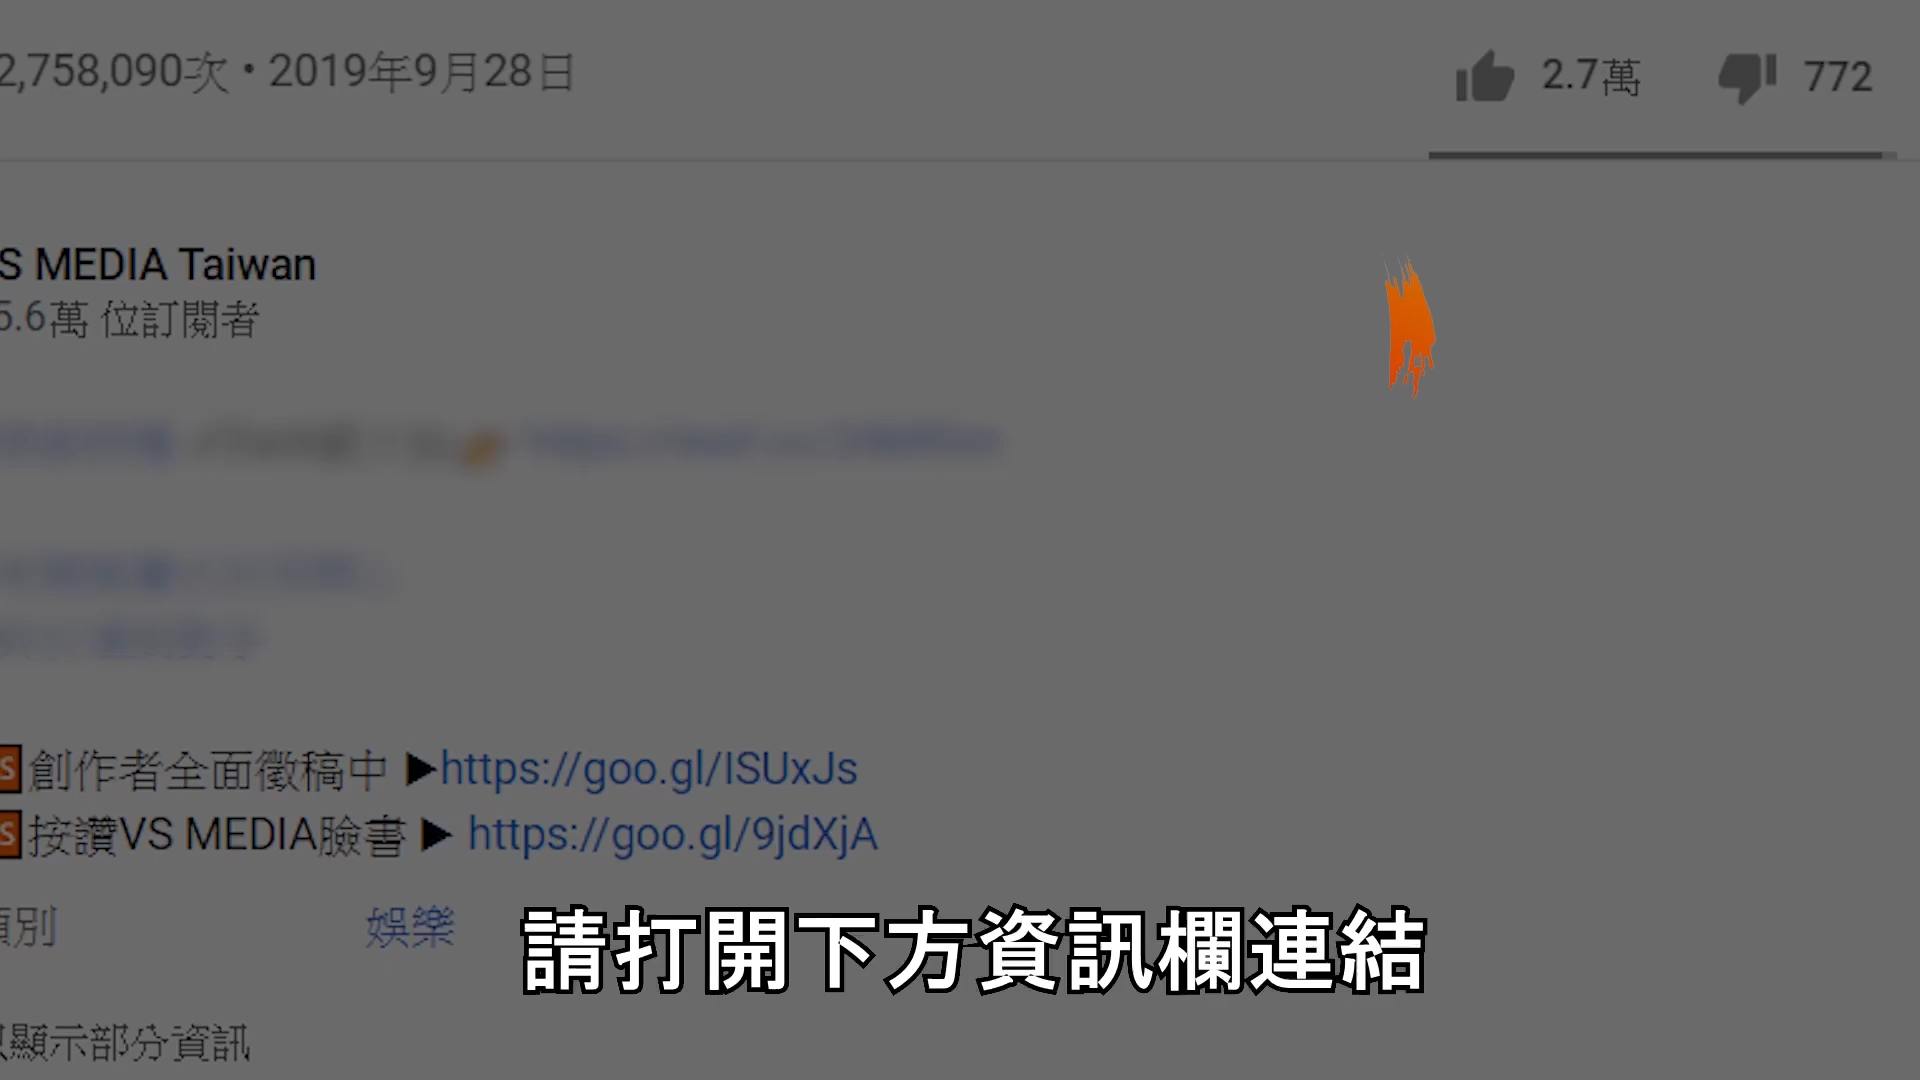 2,758,090次 • 2019年9月28日
2.7萬
772
S MEDIA Taiwan
5.6萬 位訂閱者
S創作者全面徵稿中 ▶https://goo.gl/ISUxJs
S按讚VS MEDIA臉書 ▶ https://goo.gl/9jdXjA
類別 娛樂
請打開下方資訊欄連結
只顯示部分資訊